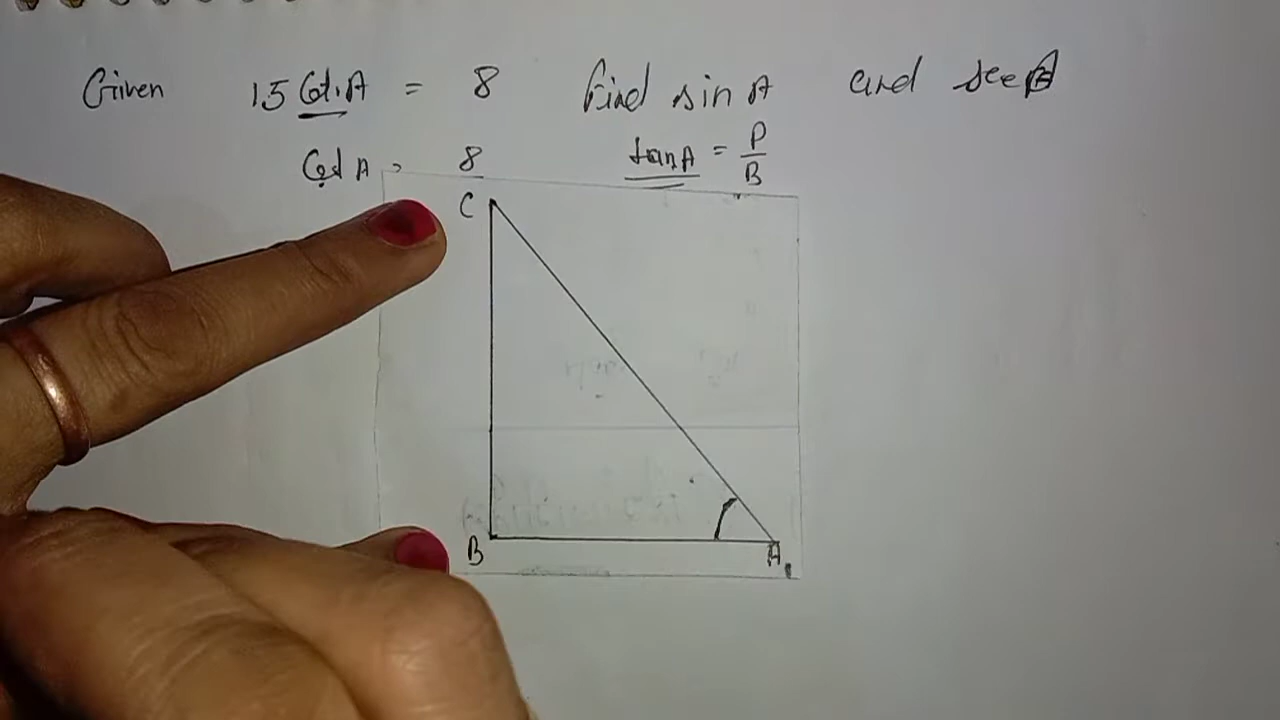 Given 15 Cot.A = 8 find sin A and sec A
Cot A = 8
tan A = P/B
C
B
A